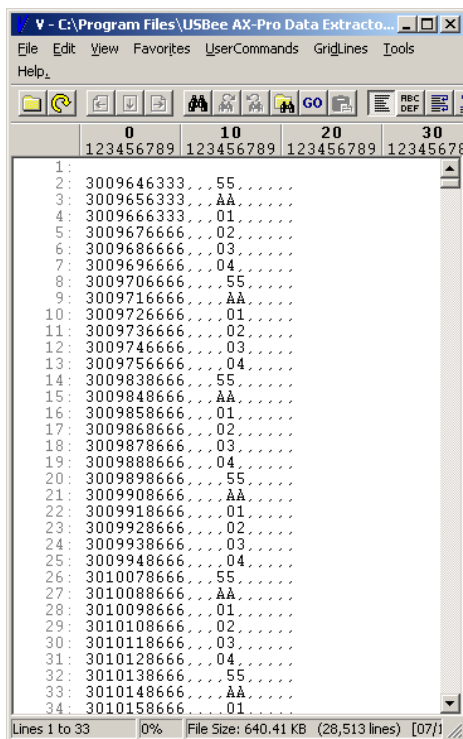 V - C:\Program Files\USBee AX-Pro Data Extracto...
File Edit View Favorites UserCommands GridLines Tools
Help
GO ABC DEF
0 10 20 30
123456789 123456789 123456789 12345678
1:
2: 3009646333,,,55,,,,,,
3: 3009656333,,,AA,,,,,,
4: 3009666333,,,01,,,,,,
5: 3009676666,,,02,,,,,,
6: 3009686666,,,03,,,,,,
7: 3009696666,,,04,,,,,,
8: 3009706666,,,,55,,,,,
9: 3009716666,,,,AA,,,,,
10: 3009726666,,,,01,,,,,
11: 3009736666,,,,02,,,,,
12: 3009746666,,,,03,,,,,
13: 3009756666,,,,04,,,,,
14: 3009838666,,,55,,,,,,
15: 3009848666,,,AA,,,,,,
16: 3009858666,,,01,,,,,,
17: 3009868666,,,02,,,,,,
18: 3009878666,,,03,,,,,,
19: 3009888666,,,04,,,,,,
20: 3009898666,,,,55,,,,,
21: 3009908666,,,,AA,,,,,
22: 3009918666,,,,01,,,,,
23: 3009928666,,,,02,,,,,
24: 3009938666,,,,03,,,,,
25: 3009948666,,,,04,,,,,
26: 3010078666,,,55,,,,,,
27: 3010088666,,,AA,,,,,,
28: 3010098666,,,01,,,,,,
29: 3010108666,,,02,,,,,,
30: 3010118666,,,03,,,,,,
31: 3010128666,,,04,,,,,,
32: 3010138666,,,,55,,,,,
33: 3010148666,,,,AA,,,,,
34: 3010158666,,,,01,,,,,
Lines 1 to 33 0% File Size: 640.41 KB (28,513 lines) [07/1